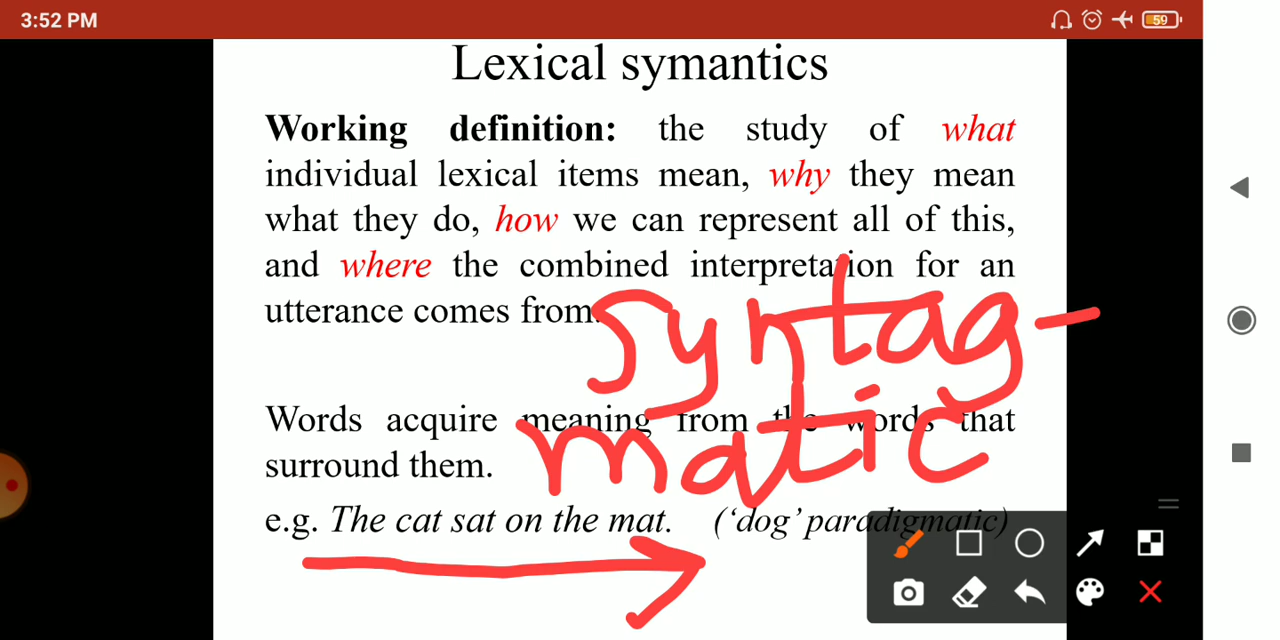 3:52 PM
59
Lexical symantics
Working definition: the study of what
individual lexical items mean, why they mean
what they do, how we can represent all of this,
and where the combined interpretation for an
utterance comes from.
syntag-
matic
Words acquire meaning from the words that
surround them.
e.g. The cat sat on the mat. (‘dog’ paradigmatic)